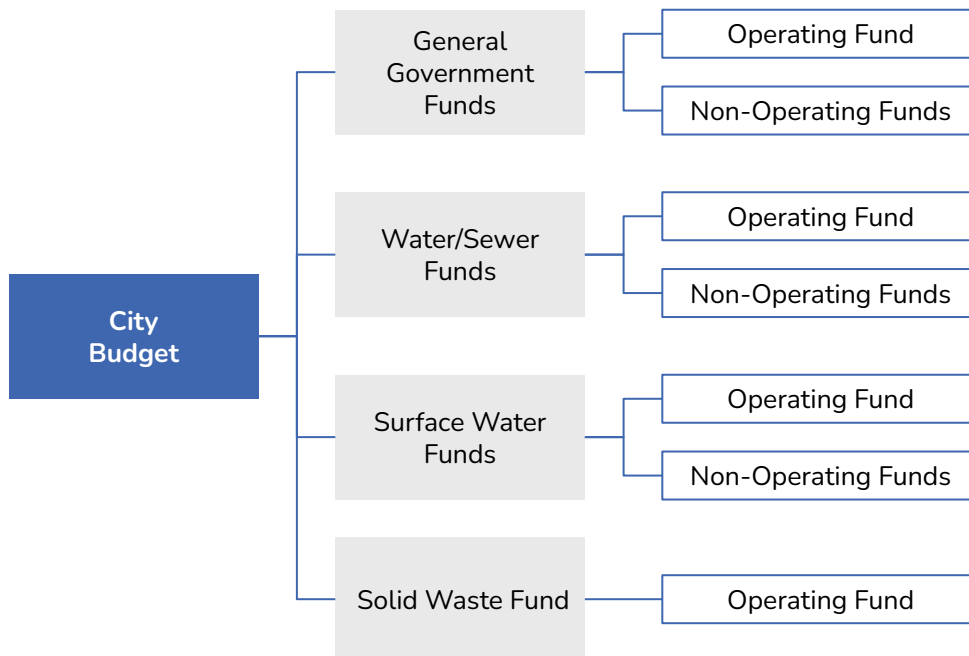 City
Budget
General
Government
Funds
Operating Fund
Non-Operating Funds
Water/Sewer
Funds
Operating Fund
Non-Operating Funds
Surface Water
Funds
Operating Fund
Non-Operating Funds
Solid Waste Fund
Operating Fund